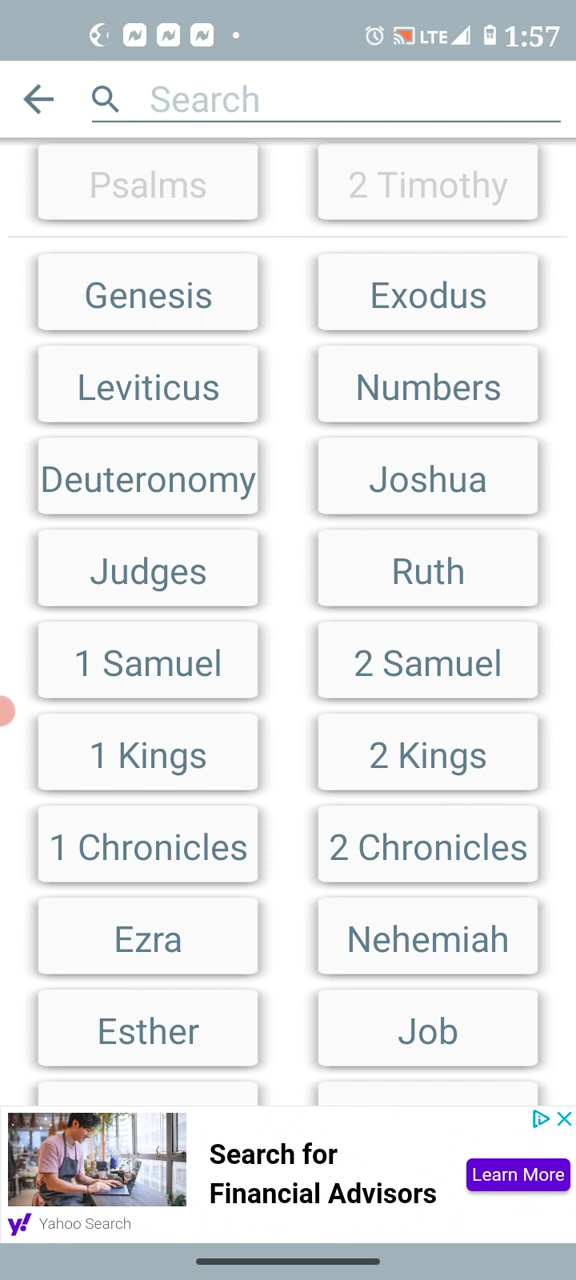 LTE 1:57
Search
Psalms 2 Timothy
Genesis Exodus
Leviticus Numbers
Deuteronomy Joshua
Judges Ruth
1 Samuel 2 Samuel
1 Kings 2 Kings
1 Chronicles 2 Chronicles
Ezra Nehemiah
Esther Job
Search for
Financial Advisors
Learn More
y! Yahoo Search